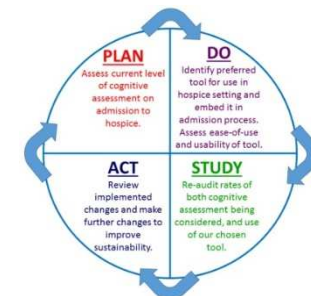 PLAN
Assess current level
of cognitive
assessment on
admission to
hospice.
DO
Identify preferred
tool for use in
hospice setting and
embed it in
admission process.
Assess ease-of-use
and usability of tool.
ACT
Review
implemented
changes and make
further changes to
improve
sustainability.
STUDY
Re-audit rates of
both cognitive
assessment being
considered, and use
of our chosen
tool.